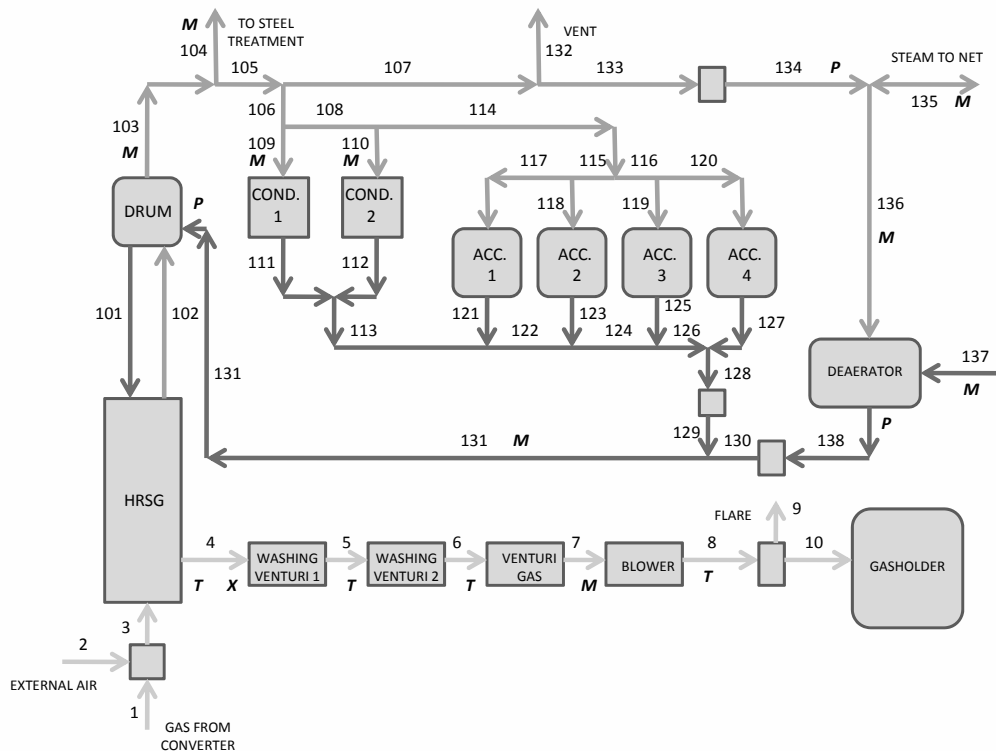 M
TO STEEL
TREATMENT
104
VENT
132
105
107
133
134
P
STEAM TO NET
135
M
103
M
106
108
114
109
M
110
M
117
115
116
120
DRUM
P
COND.
1
COND.
2
118
119
136
M
ACC.
1
ACC.
2
ACC.
3
ACC.
4
111
112
101
102
121
123
125
127
113
122
124
126
131
128
DEAERATOR
137
M
P
131
M
129
130
138
HRSG
FLARE
9
4
T
X
WASHING
VENTURI 1
5
T
WASHING
VENTURI 2
6
T
VENTURI
GAS
7
M
BLOWER
8
T
10
GASHOLDER
3
2
EXTERNAL AIR
1
GAS FROM
CONVERTER